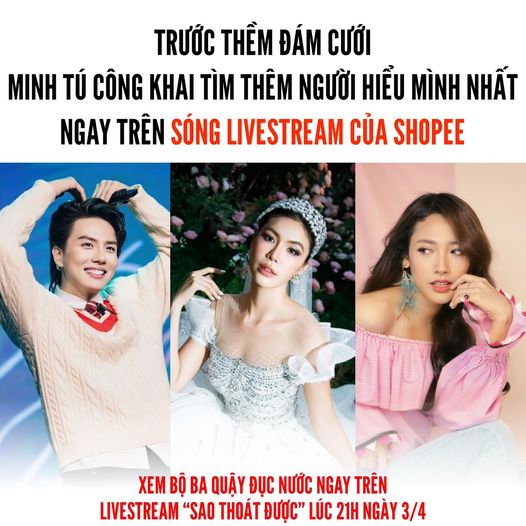 TRƯỚC THỀM ĐÁM CƯỚI
MINH TÚ CÔNG KHAI TÌM THÊM NGƯỜI HIỂU MÌNH NHẤT
NGAY TRÊN SÓNG LIVESTREAM CỦA SHOPEE
XEM BỘ BA QUẬY ĐỤC NƯỚC NGAY TRÊN
LIVESTREAM “SAO THOÁT ĐƯỢC” LÚC 21H NGÀY 3/4